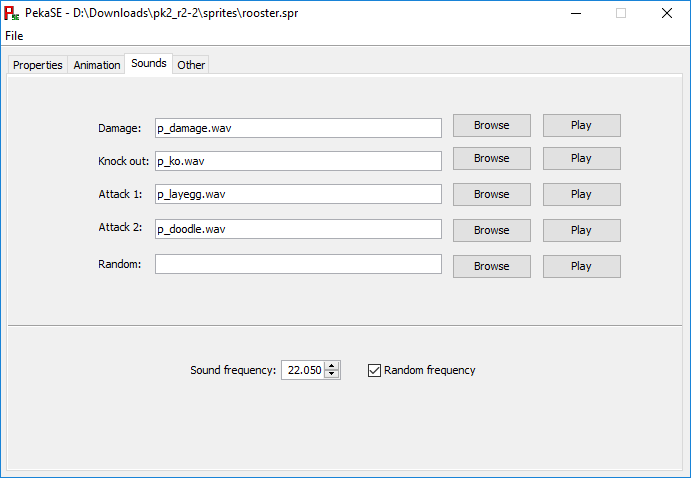 PekaSE - D:\Downloads\pk2_r2-2\sprites\rooster.spr
File
Properties Animation Sounds Other
Damage: p_damage.wav Browse Play
Knock out: p_ko.wav Browse Play
Attack 1: p_layegg.wav Browse Play
Attack 2: p_doodle.wav Browse Play
Random: Browse Play
Sound frequency: 22.050 Random frequency